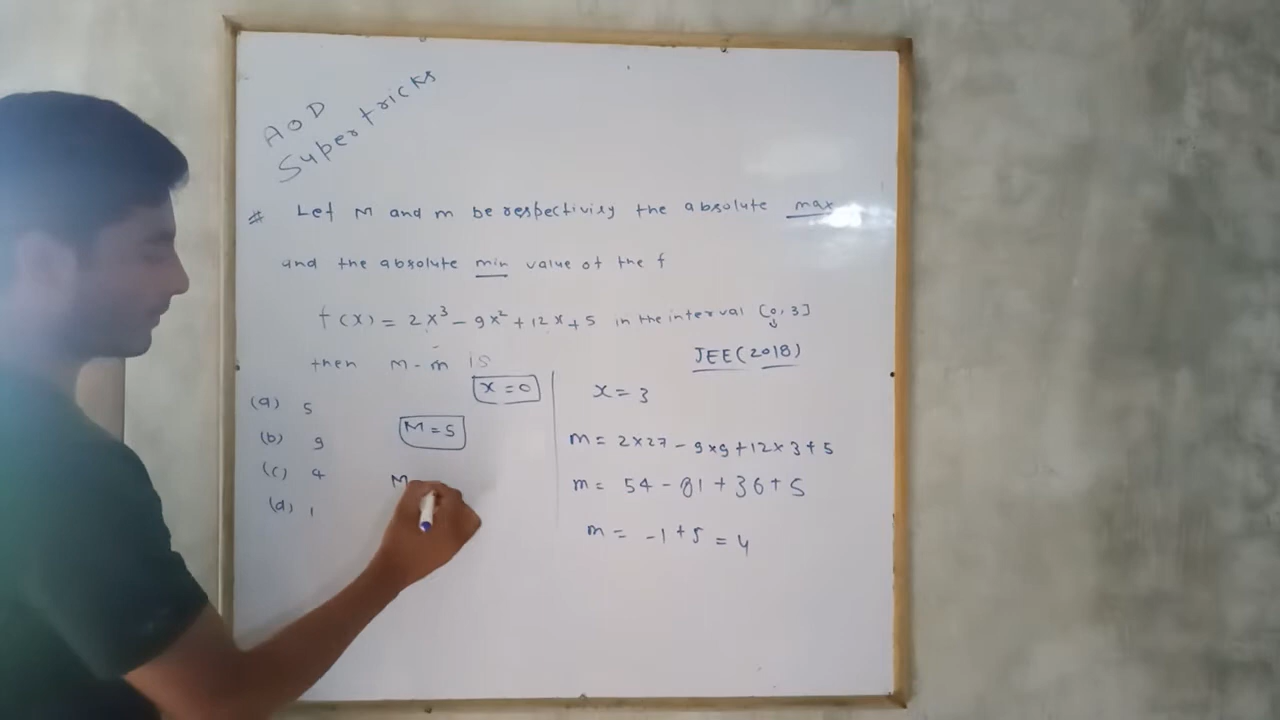 AOD
Supertricks
# Let M and m be respectivisy the absolute max
and the absolute min value of the f
f(x) = 2x³ - 9x² + 12x + 5 in the interval [0, 3]
then M - m is
JEE (2018)
(a) 5
(b) 9
(c) 4
(d) 1
x = 0
M = 5
M
x = 3
m = 2×27 - 9×9 + 12×3 + 5
m = 54 - 81 + 36 + 5
m = -1 + 5 = 4